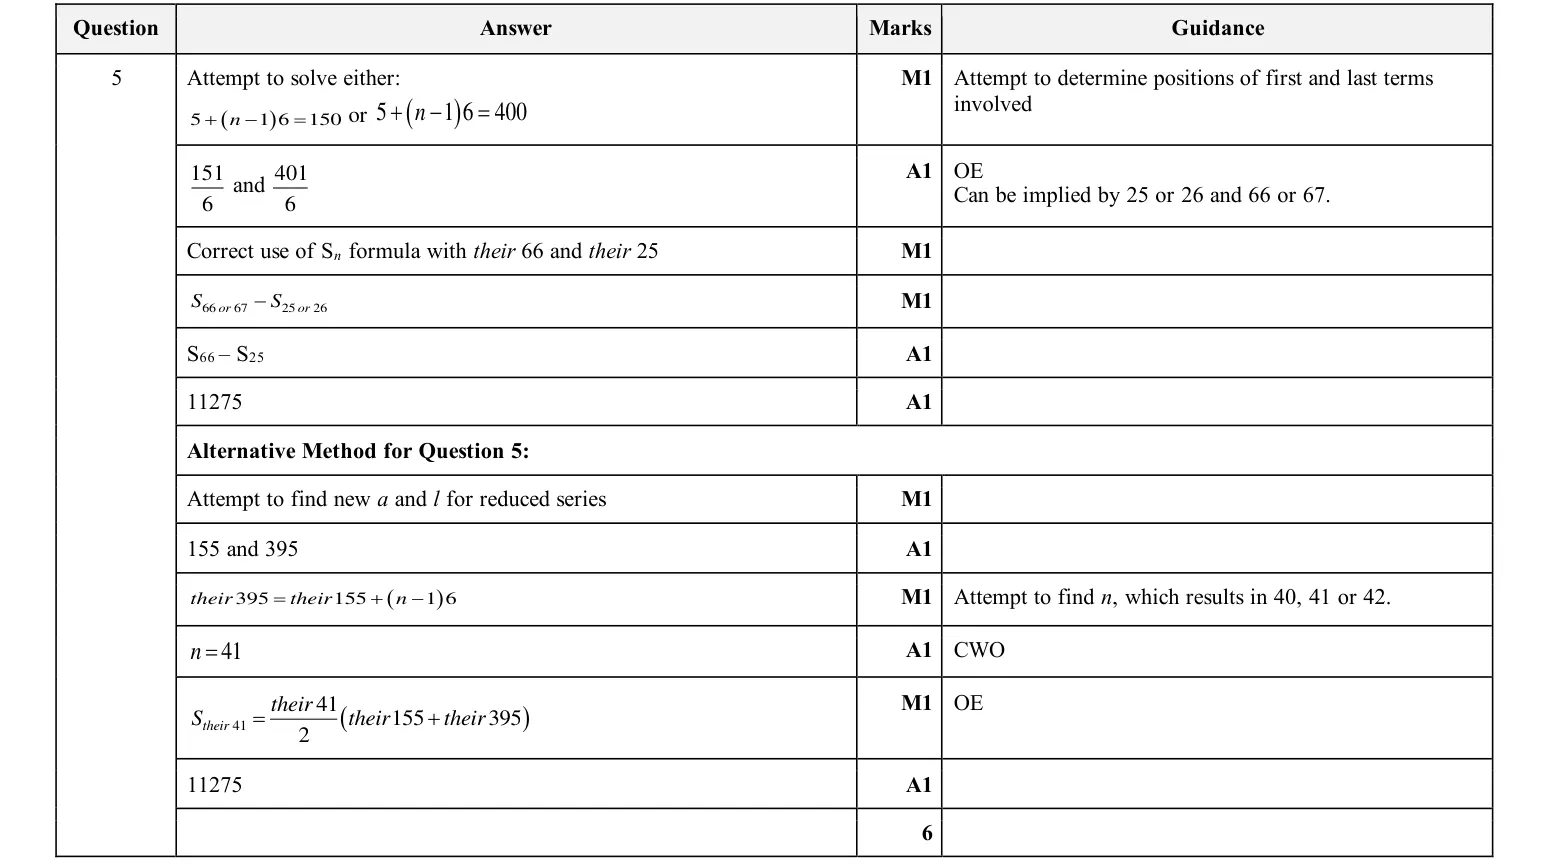 Question Answer Marks Guidance
5 Attempt to solve either: M1 Attempt to determine positions of first and last terms
5+(n−1)6=150 or 5+(n−1)6=400 involved
151/6 and 401/6 A1 OE
Can be implied by 25 or 26 and 66 or 67.
Correct use of Sₙ formula with their 66 and their 25 M1
S₆₆ or ₆₇ − S₂₅ or ₂₆ M1
S₆₆ – S₂₅ A1
11275 A1
Alternative Method for Question 5:
Attempt to find new a and l for reduced series M1
155 and 395 A1
their 395 = their 155 + (n−1)6 M1 Attempt to find n, which results in 40, 41 or 42.
n = 41 A1 CWO
S_their 41 = their 41/2 (their 155 + their 395) M1 OE
11275 A1
6